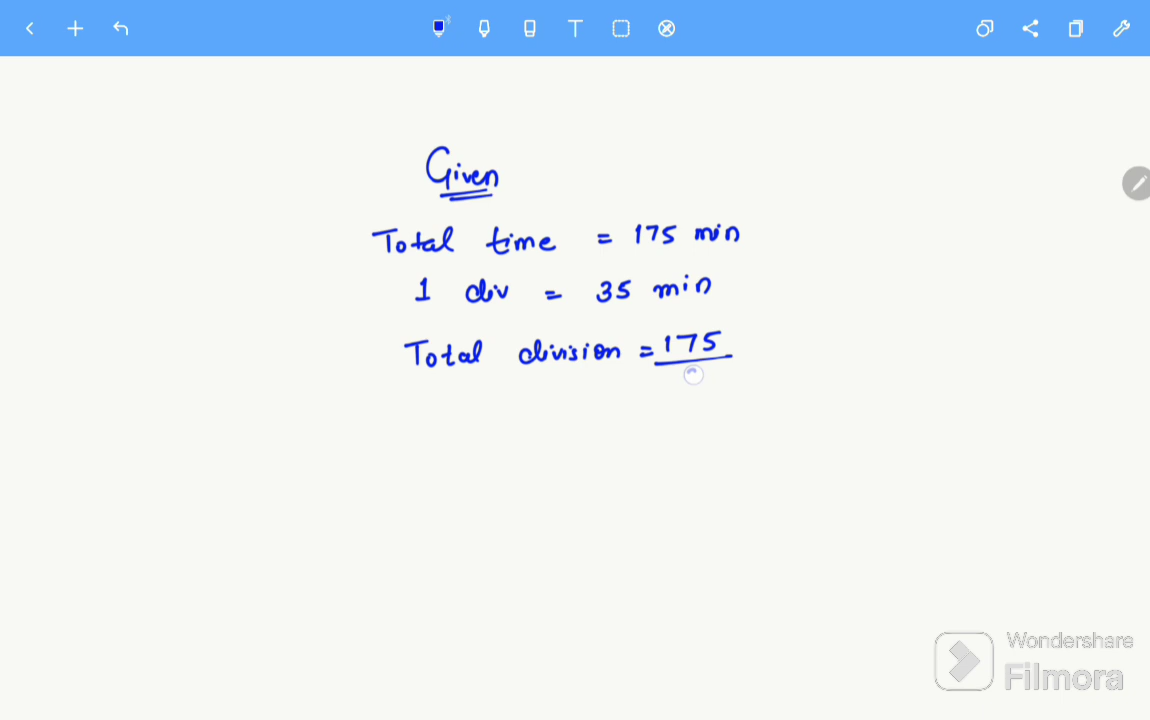 Given
Total time = 175 min
1 div = 35 min
Total division = 175
Wondershare
Filmora